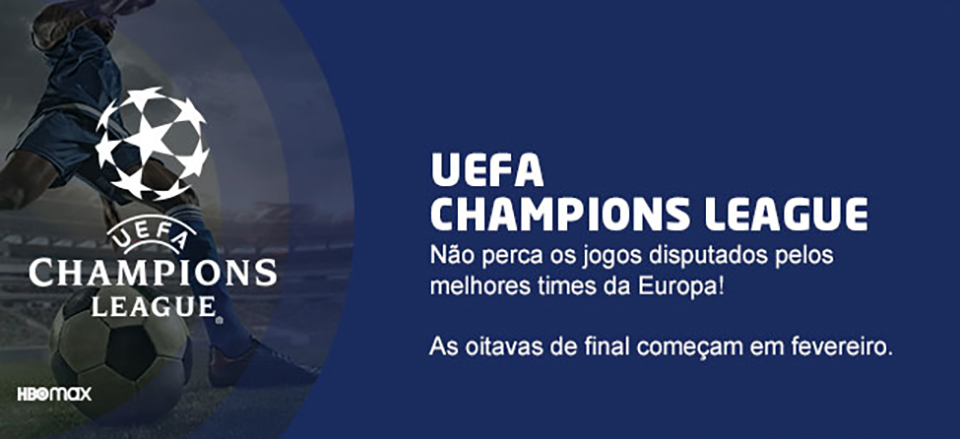 UEFA
CHAMPIONS
LEAGUE
HBOmax
UEFA
CHAMPIONS LEAGUE
Não perca os jogos disputados pelos
melhores times da Europa!
As oitavas de final começam em fevereiro.